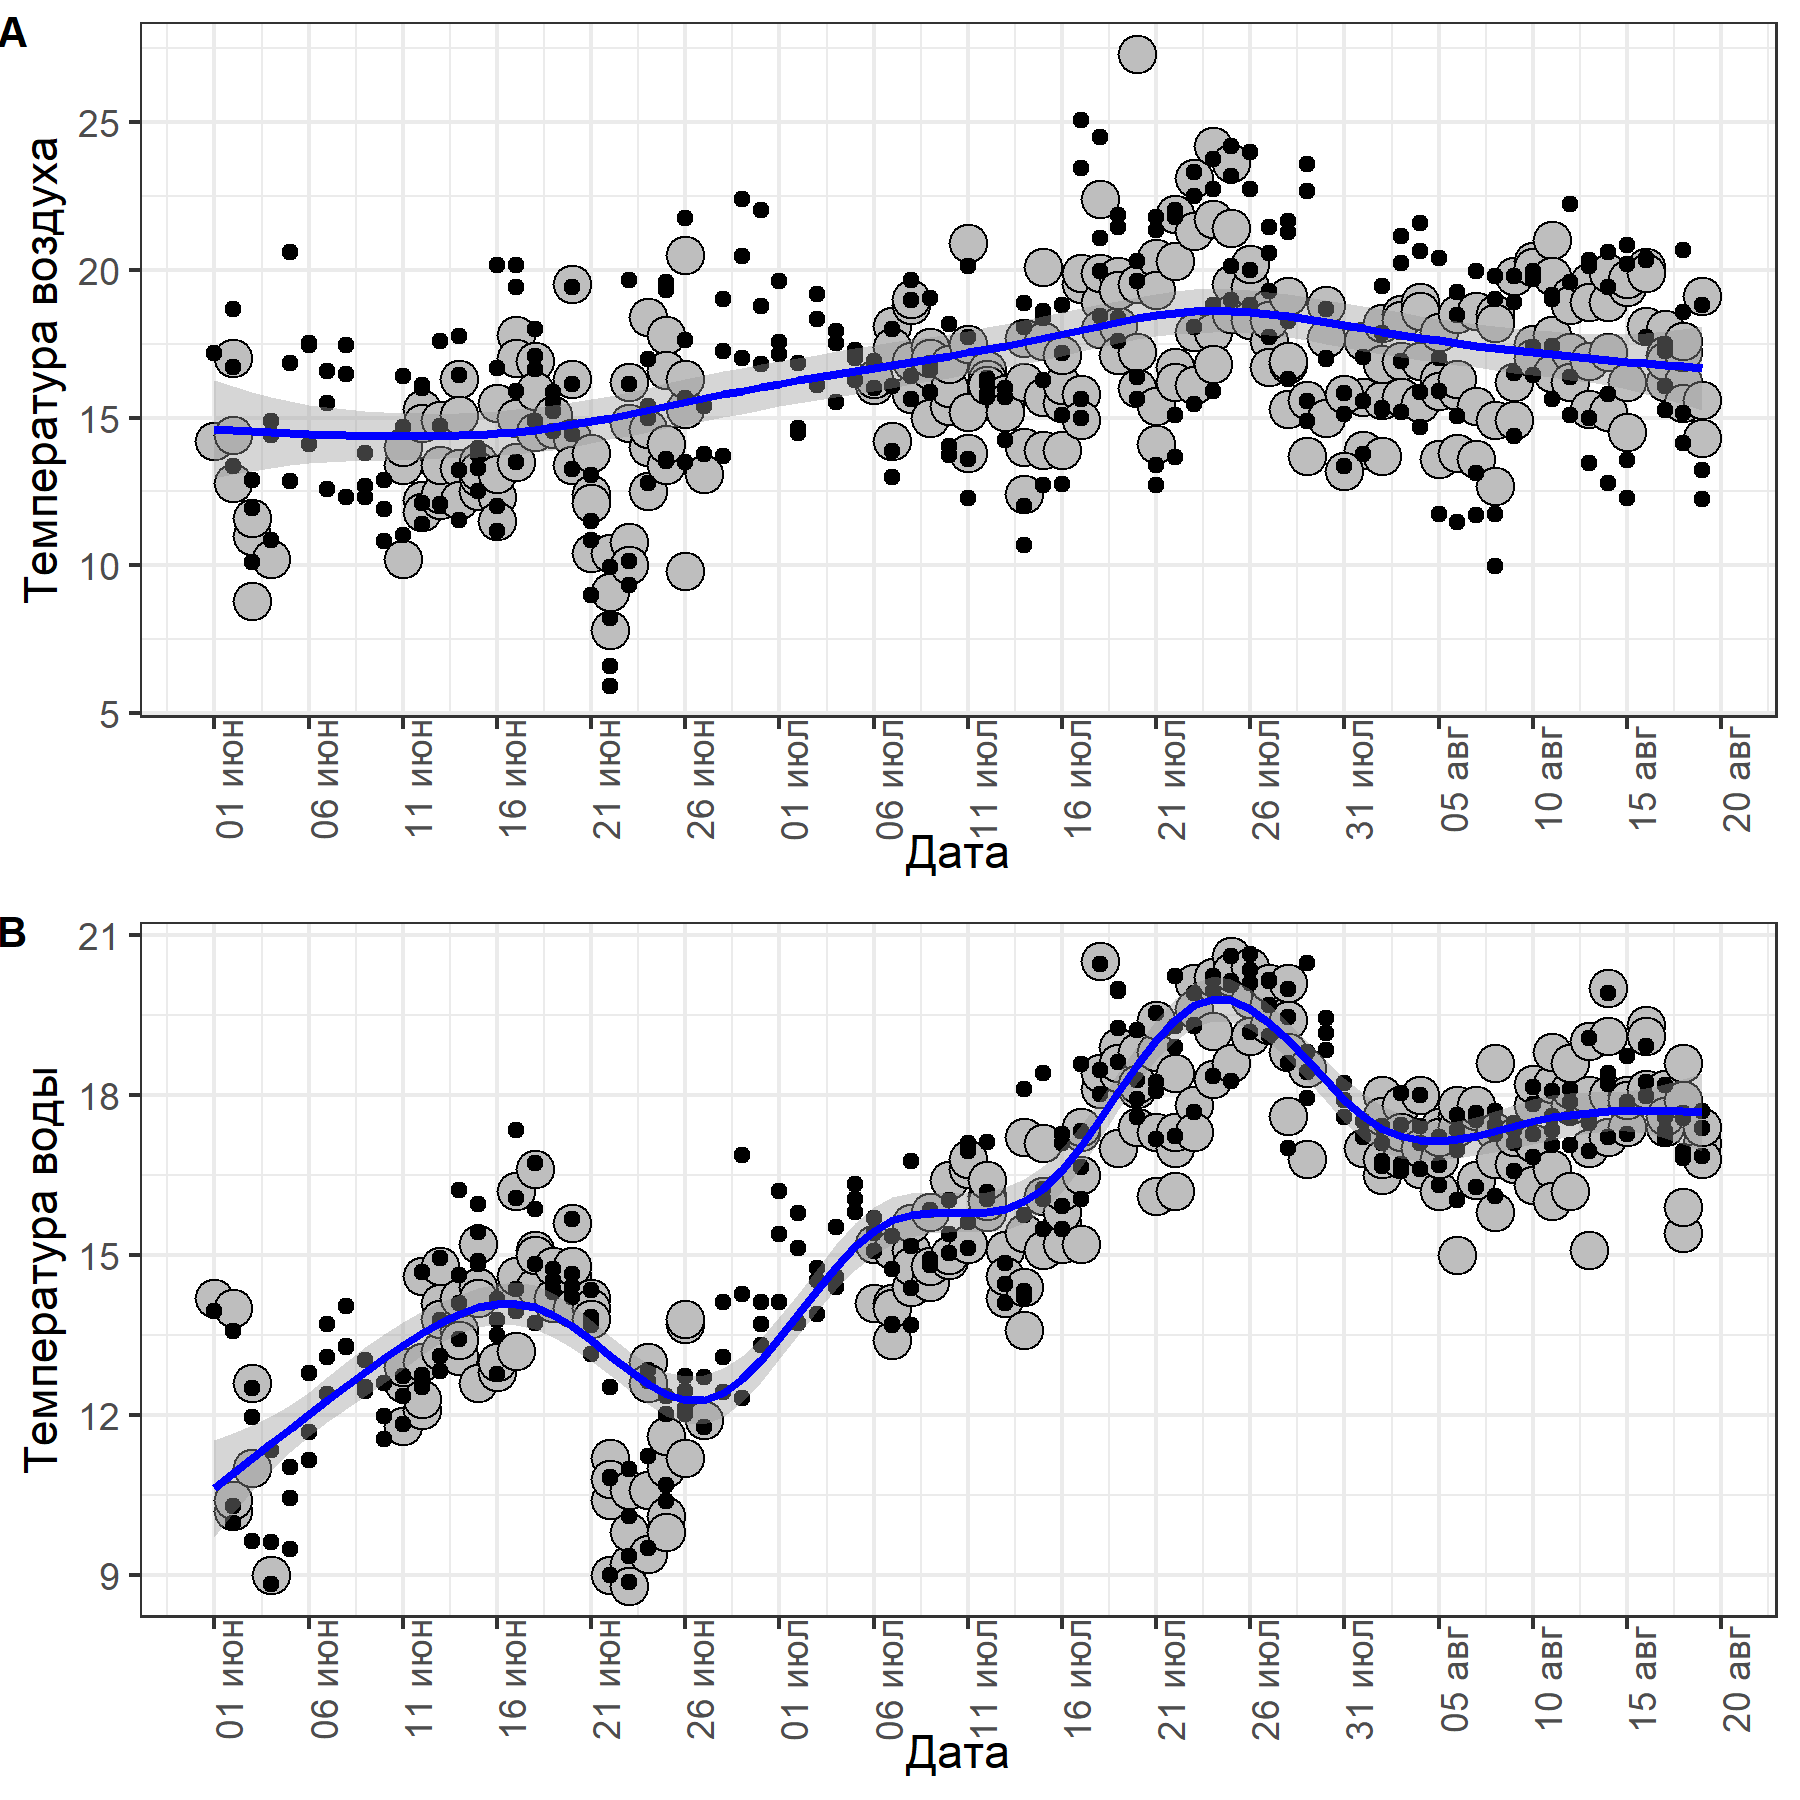 A
Температура воздуха
25
20
15
10
5
01 июн
06 июн
11 июн
16 июн
21 июн
26 июн
01 июл
06 июл
11 июл
16 июл
21 июл
26 июл
31 июл
05 авг
10 авг
15 авг
20 авг
Дата
B
Температура воды
21
18
15
12
9
01 июн
06 июн
11 июн
16 июн
21 июн
26 июн
01 июл
06 июл
11 июл
16 июл
21 июл
26 июл
31 июл
05 авг
10 авг
15 авг
20 авг
Дата